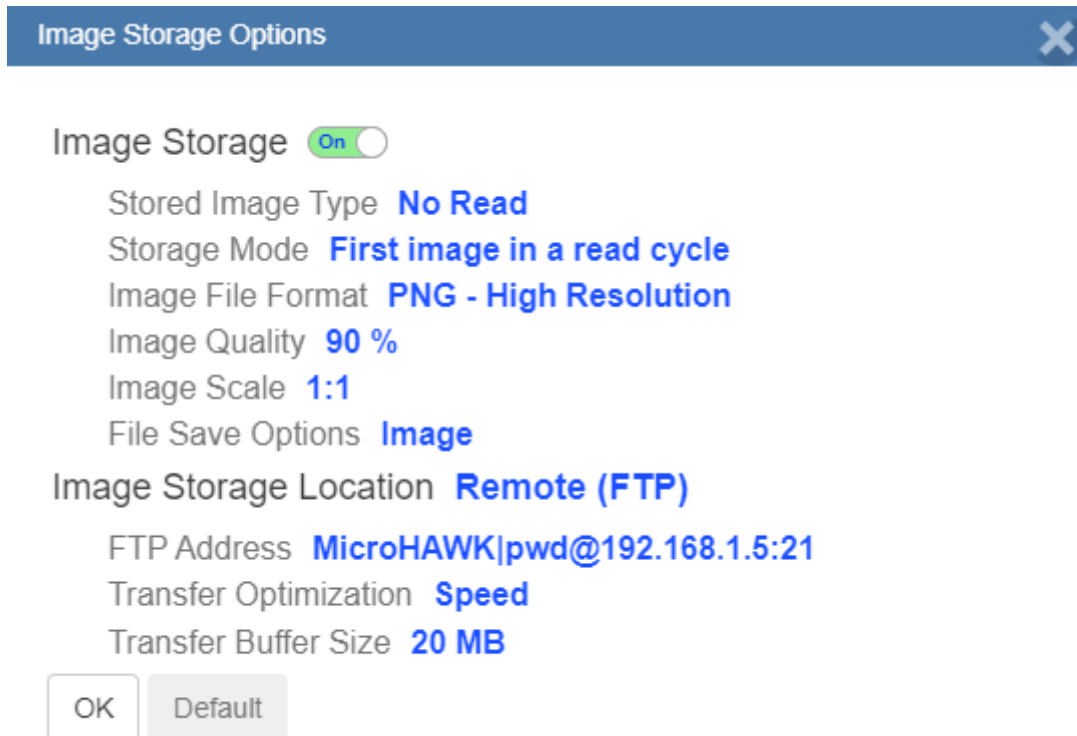 Image Storage Options
Image Storage On
Stored Image Type No Read
Storage Mode First image in a read cycle
Image File Format PNG - High Resolution
Image Quality 90 %
Image Scale 1:1
File Save Options Image
Image Storage Location Remote (FTP)
FTP Address MicroHAWK|pwd@192.168.1.5:21
Transfer Optimization Speed
Transfer Buffer Size 20 MB
OK Default